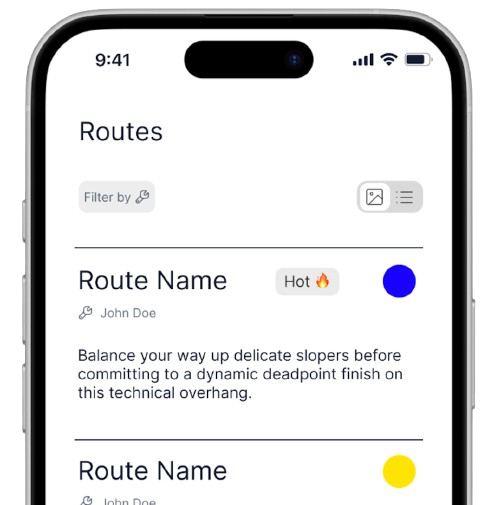 9:41
Routes
Filter by
Route Name
Hot 🔥
John Doe
Balance your way up delicate slopers before
committing to a dynamic deadpoint finish on
this technical overhang.
Route Name
John Doe